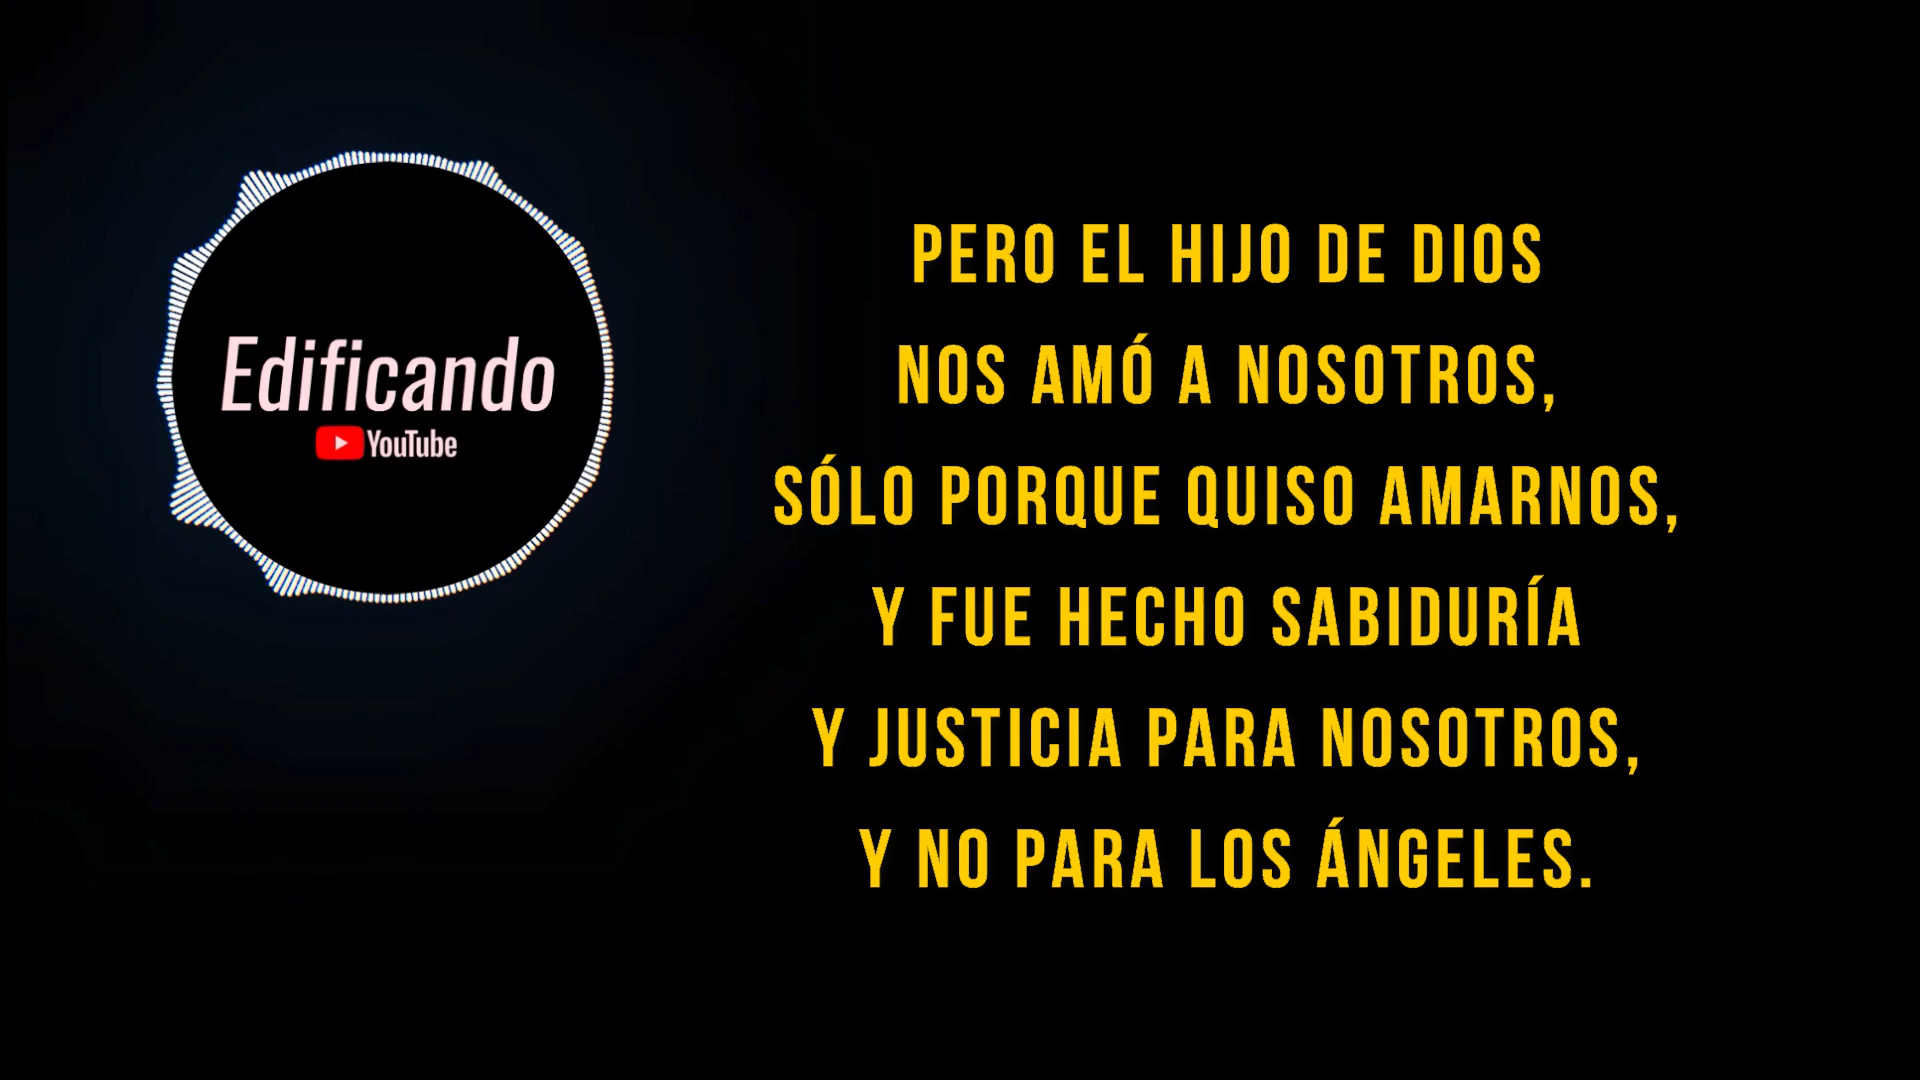 Edificando
YouTube
PERO EL HIJO DE DIOS
NOS AMÓ A NOSOTROS,
SÓLO PORQUE QUISO AMARNOS,
Y FUE HECHO SABIDURÍA
Y JUSTICIA PARA NOSOTROS,
Y NO PARA LOS ÁNGELES.